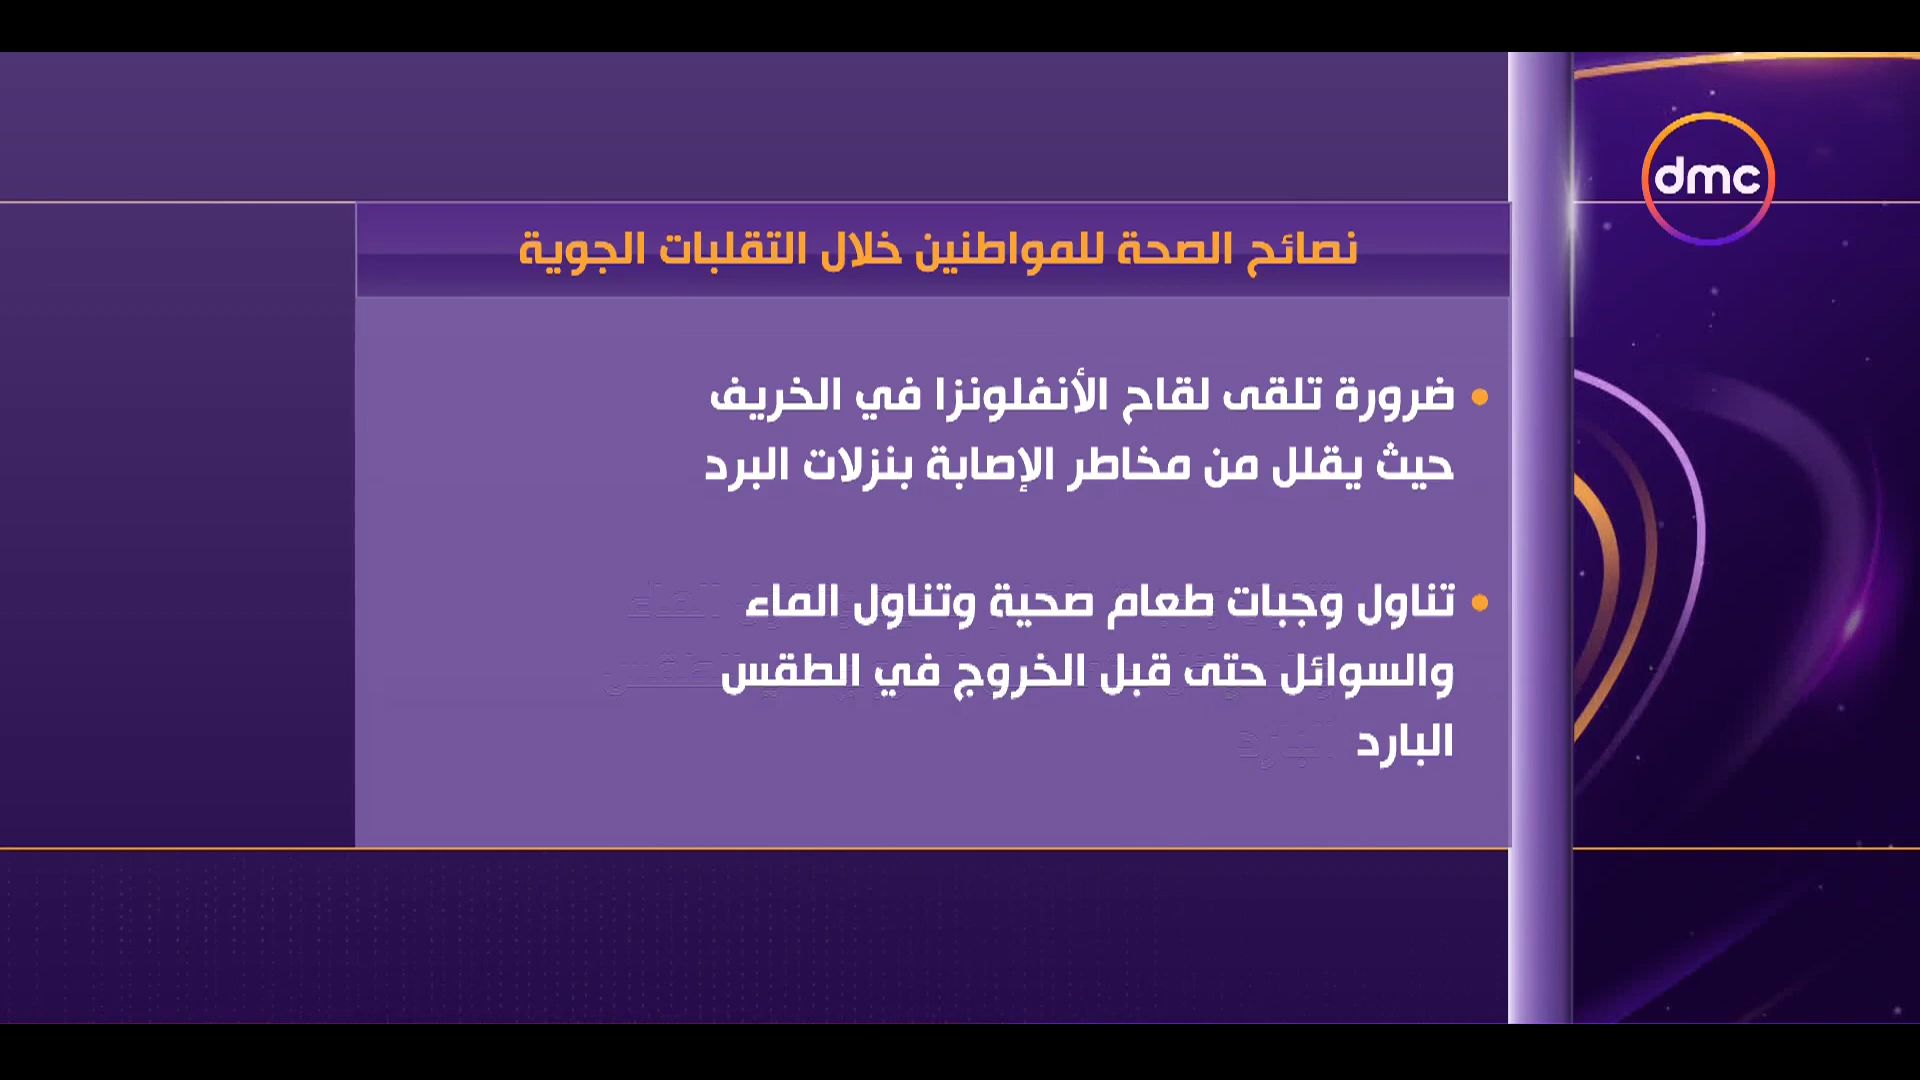 dmc
نصائح الصحة للمواطنين خلال التقلبات الجوية
• ضرورة تلقى لقاح الأنفلونزا في الخريف
حيث يقلل من مخاطر الإصابة بنزلات البرد
• تناول وجبات طعام صحية وتناول الماء
والسوائل حتى قبل الخروج في الطقس
البارد